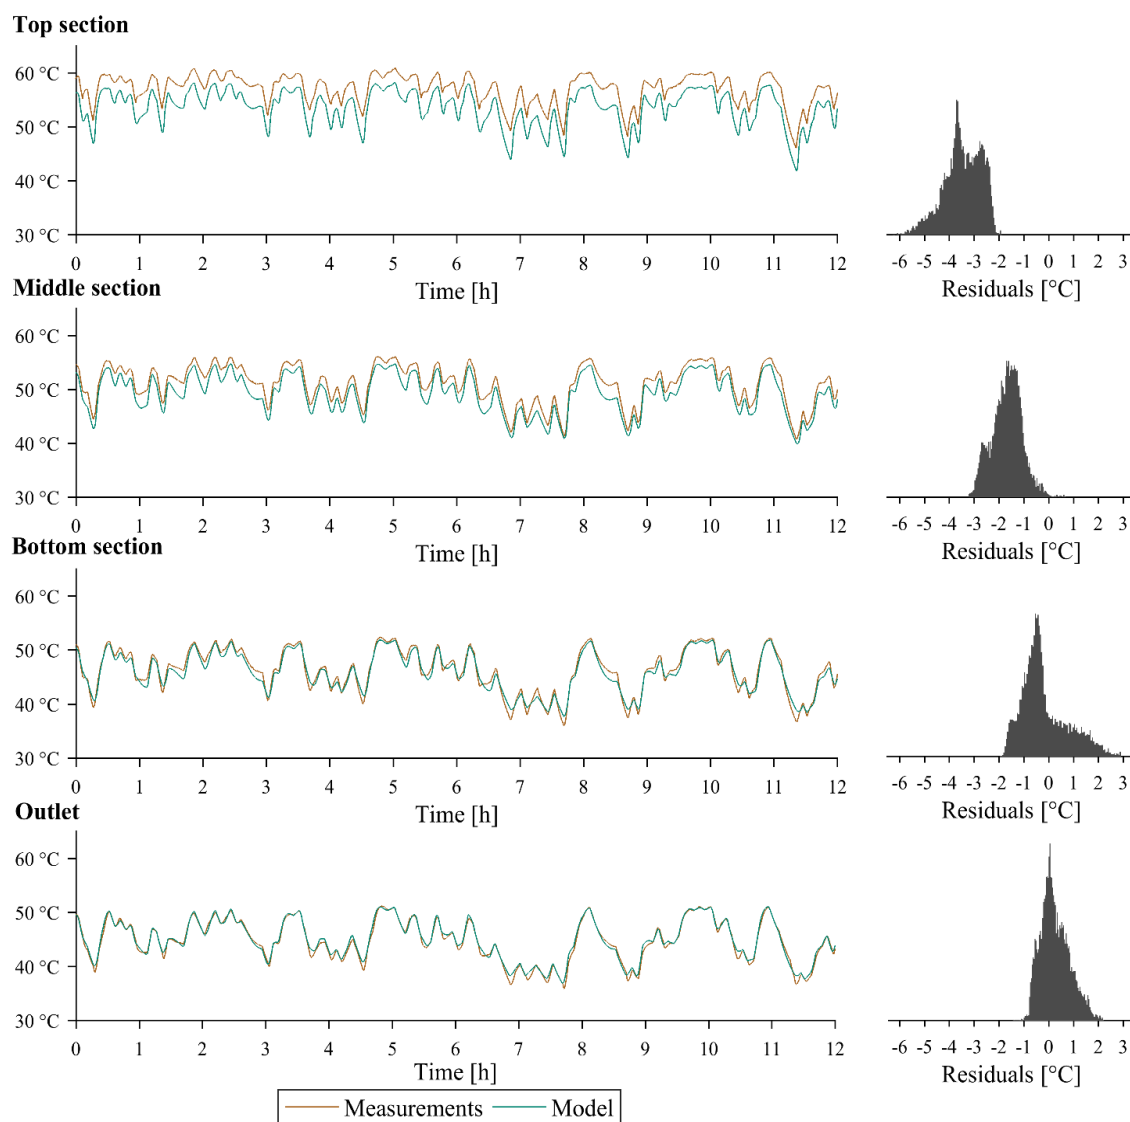 Top section
60 °C
50 °C
40 °C
30 °C
0 1 2 3 4 5 6 7 8 9 10 11 12
Time [h]
-6 -5 -4 -3 -2 -1 0 1 2 3
Residuals [°C]
Middle section
60 °C
50 °C
40 °C
30 °C
0 1 2 3 4 5 6 7 8 9 10 11 12
Time [h]
-6 -5 -4 -3 -2 -1 0 1 2 3
Residuals [°C]
Bottom section
60 °C
50 °C
40 °C
30 °C
0 1 2 3 4 5 6 7 8 9 10 11 12
Time [h]
-6 -5 -4 -3 -2 -1 0 1 2 3
Residuals [°C]
Outlet
60 °C
50 °C
40 °C
30 °C
0 1 2 3 4 5 6 7 8 9 10 11 12
Time [h]
-6 -5 -4 -3 -2 -1 0 1 2 3
Residuals [°C]
Measurements Model